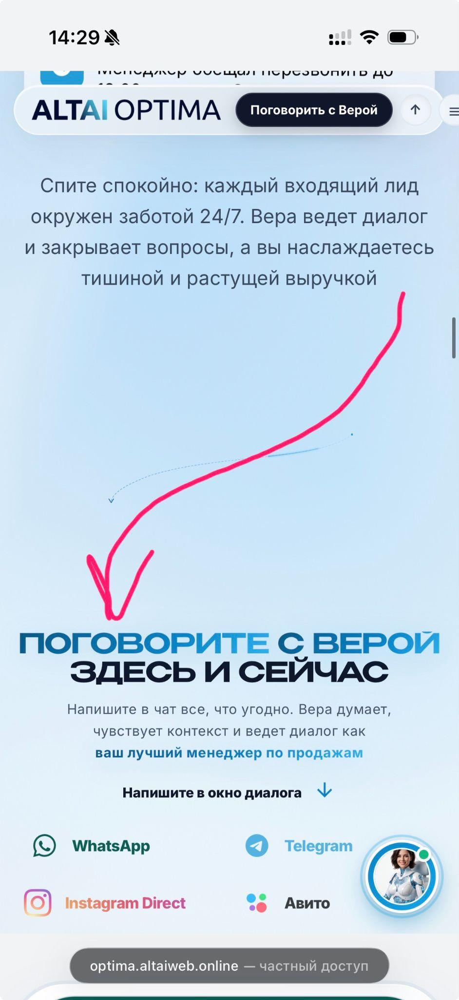 14:29
Менеджер обещал перезвонить до
ALTAI OPTIMA
Поговорить с Верой
Спите спокойно: каждый входящий лид
окружен заботой 24/7. Вера ведет диалог
и закрывает вопросы, а вы наслаждаетесь
тишиной и растущей выручкой
ПОГОВОРИТЕ С ВЕРОЙ
ЗДЕСЬ И СЕЙЧАС
Напишите в чат все, что угодно. Вера думает,
чувствует контекст и ведет диалог как
ваш лучший менеджер по продажам
Напишите в окно диалога
WhatsApp
Telegram
Instagram Direct
Авито
optima.altaiweb.online — частный доступ